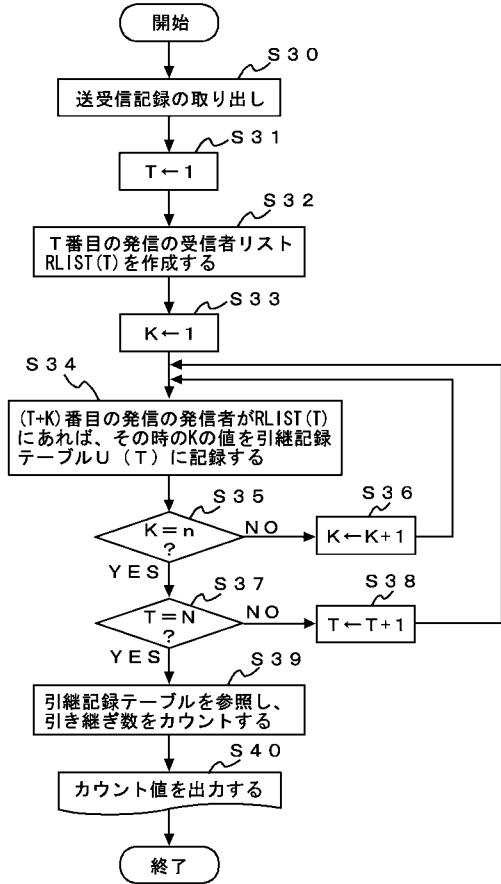 開始
S30
送受信記録の取り出し
S31
T←1
S32
T番目の発信の受信者リスト
RLIST(T)を作成する
S33
K←1
S34
(T+K)番目の発信の発信者がRLIST(T)
にあれば、その時のKの値を引継記録
テーブルU(T)に記録する
S35
K=n
?
NO
YES
S36
K←K+1
S37
T=N
?
NO
YES
S38
T←T+1
S39
引継記録テーブルを参照し、
引き継ぎ数をカウントする
S40
カウント値を出力する
終了